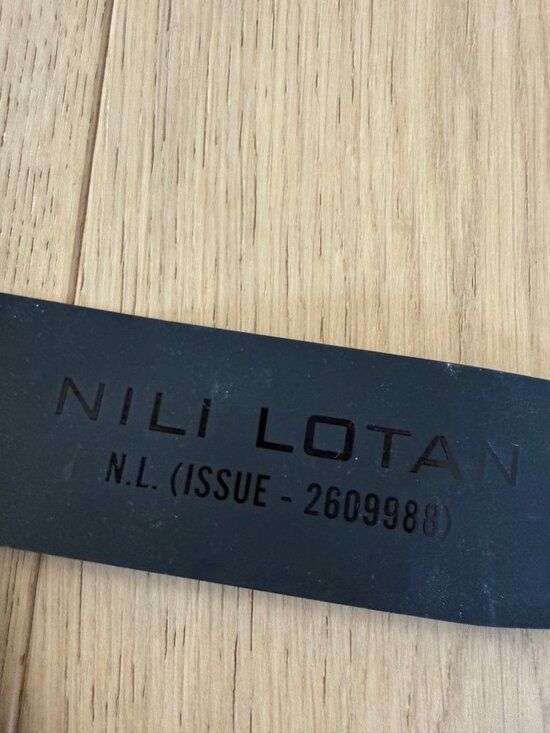 NILI LOTAN
N.L. (ISSUE - 2609988)